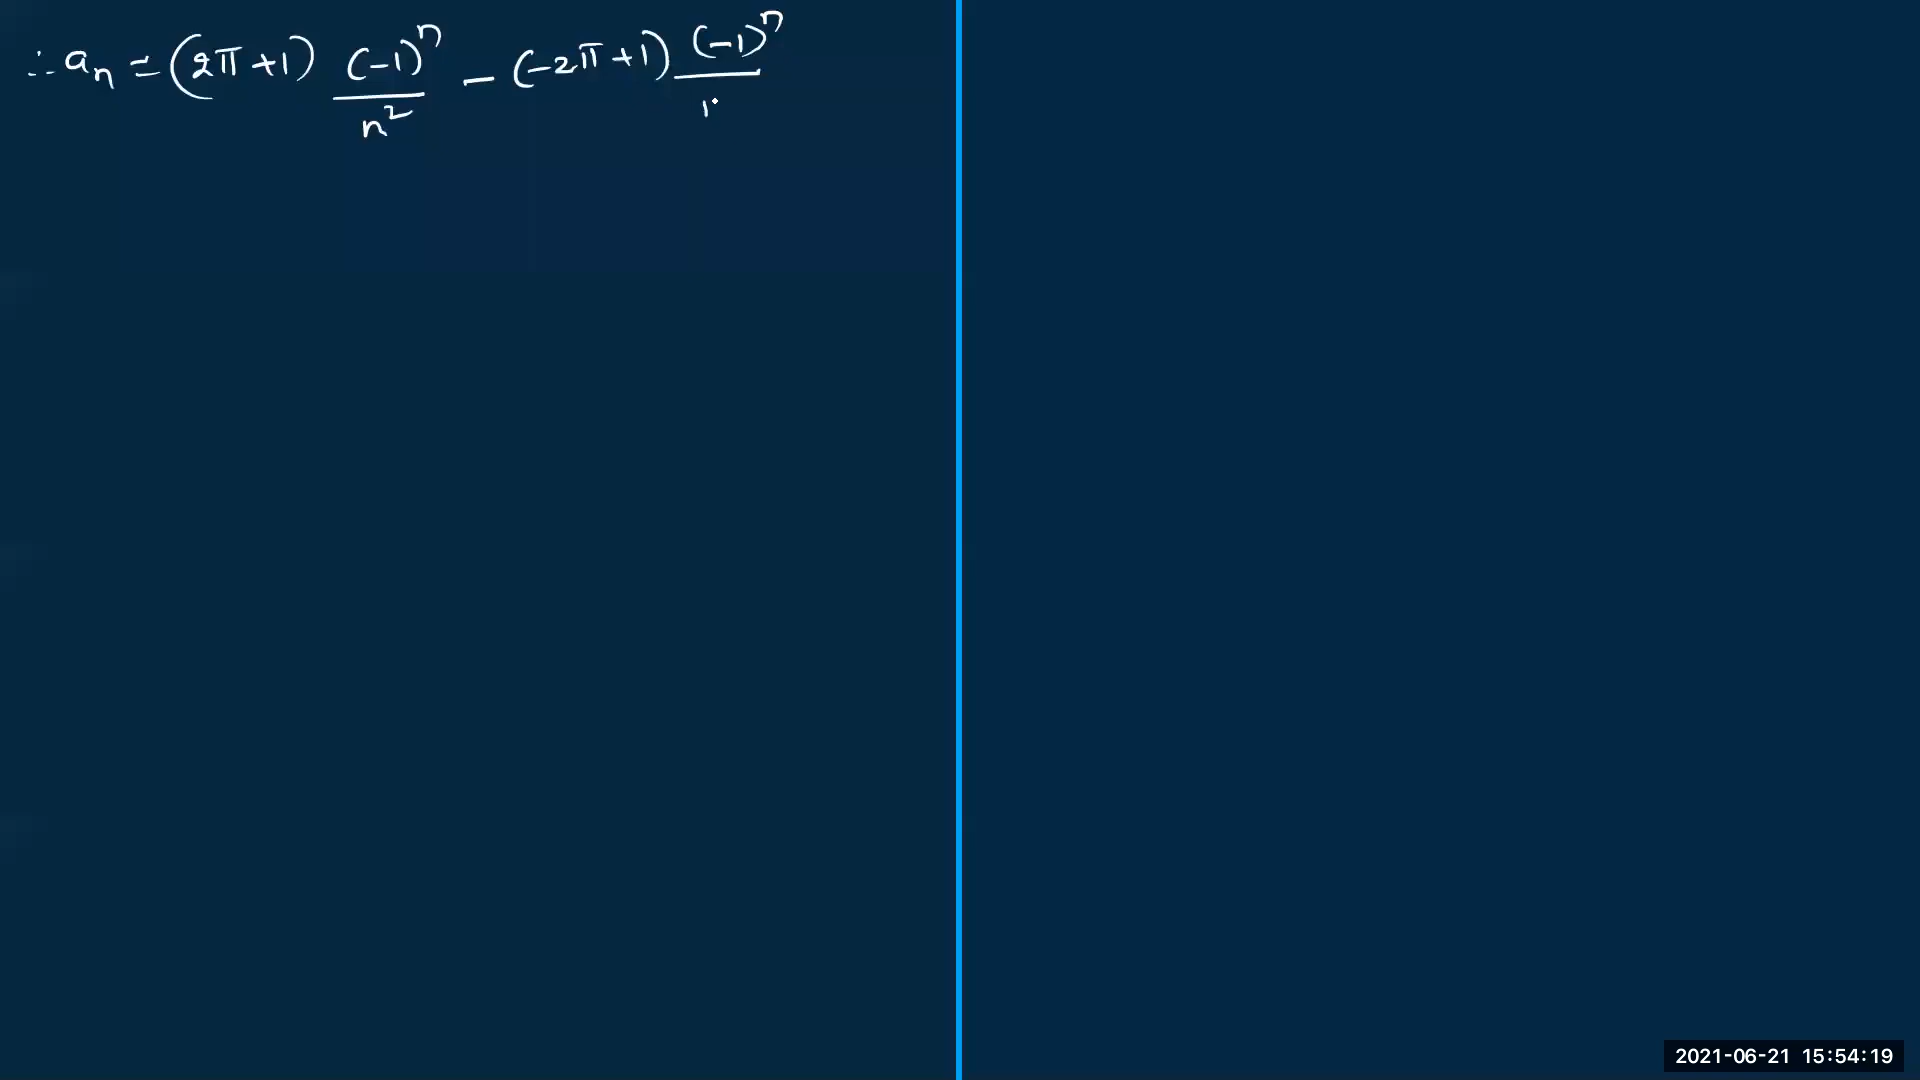 ∴ aₙ = (2π+1) (-1)ⁿ/n² - (-2π+1) (-1)ⁿ/
2021-06-21 15:54:19